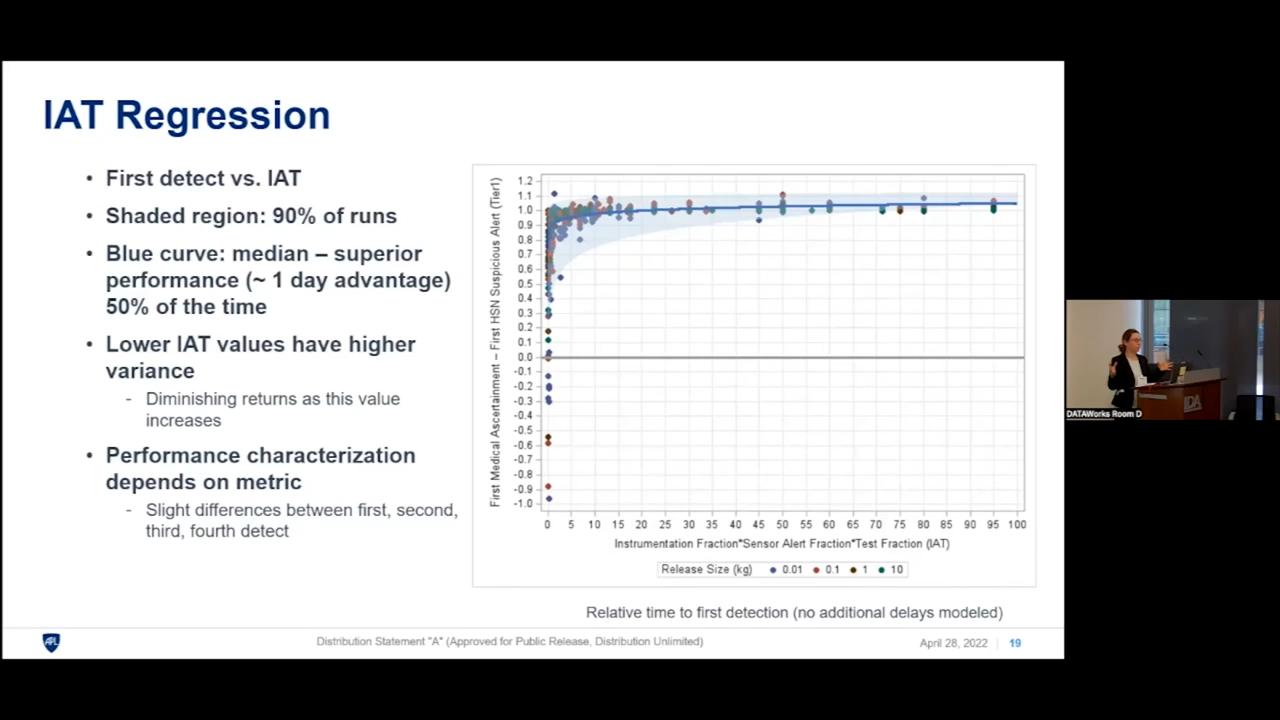 IAT Regression
• First detect vs. IAT
• Shaded region: 90% of runs
• Blue curve: median – superior
performance (~ 1 day advantage)
50% of the time
• Lower IAT values have higher
variance
- Diminishing returns as this value
increases
• Performance characterization
depends on metric
- Slight differences between first, second,
third, fourth detect
First Medical Ascertainment – First HSN Suspicious Alert (Tier1)
1.2
1.1
1.0
0.9
0.8
0.7
0.6
0.5
0.4
0.3
0.2
0.1
0.0
-0.1
-0.2
-0.3
-0.4
-0.5
-0.6
-0.7
-0.8
-0.9
-1.0
0 5 10 15 20 25 30 35 40 45 50 55 60 65 70 75 80 85 90 95 100
Instrumentation Fraction*Sensor Alert Fraction*Test Fraction (IAT)
Release Size (kg) 0.01 0.1 1 10
Relative time to first detection (no additional delays modeled)
APL
Distribution Statement "A" (Approved for Public Release, Distribution Unlimited)
April 28, 2022 19
IDA
DATAWorks Room D